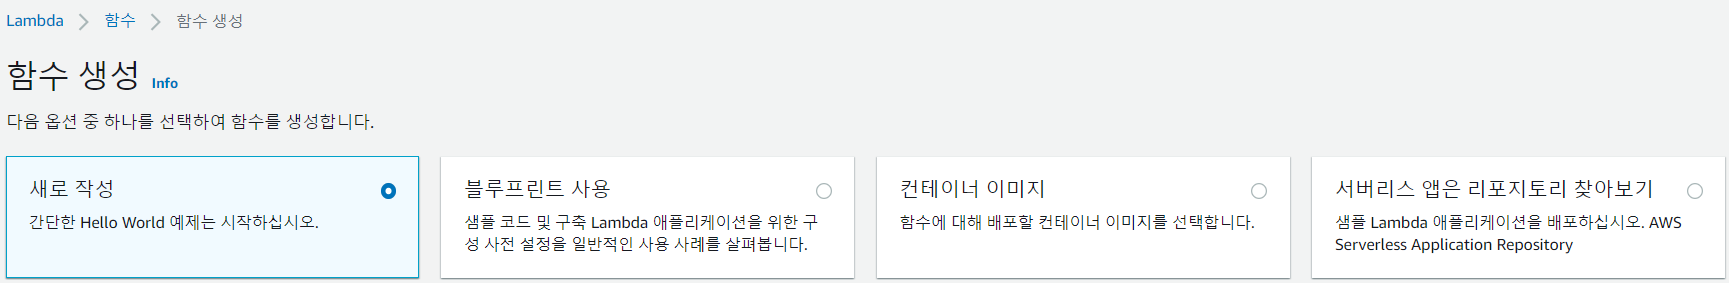 Lambda > 함수 > 함수 생성
함수 생성 Info
다음 옵션 중 하나를 선택하여 함수를 생성합니다.
새로 작성
간단한 Hello World 예제는 시작하십시오.
블루프린트 사용
샘플 코드 및 구축 Lambda 애플리케이션을 위한 구
성 사전 설정을 일반적인 사용 사례를 살펴봅니다.
컨테이너 이미지
함수에 대해 배포할 컨테이너 이미지를 선택합니다.
서버리스 앱은 리포지토리 찾아보기
샘플 Lambda 애플리케이션을 배포하십시오. AWS
Serverless Application Repository